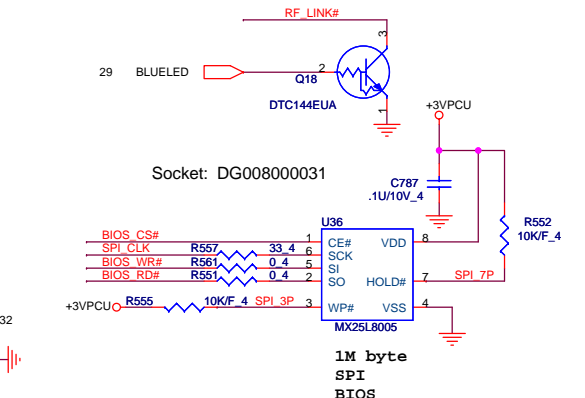 RF_LINK#
3
29 BLUELED
2
Q18
DTC144EUA
1
+3VPCU
Socket: DG008000031
C787
.1U/10V_4
R552
10K/F_4
U36
BIOS_CS# 1 CE# VDD 8
SPI_CLK R557 33_4 6 SCK
BIOS_WR# R561 0_4 5 SI
BIOS_RD# R551 0_4 2 SO HOLD# 7 SPI_7P
+3VPCU R555 10K/F_4 SPI_3P 3 WP# VSS 4
32
MX25L8005
1M byte
SPI
BIOS